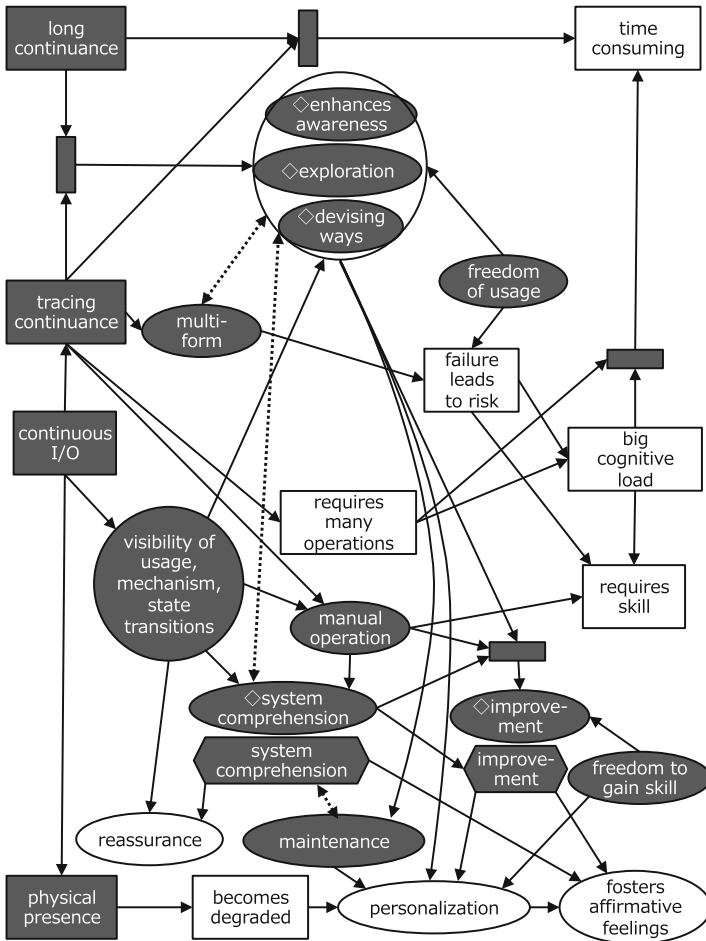 long
continuance
time
consuming
◇enhances
awareness
◇exploration
◇devising
ways
freedom
of usage
tracing
continuance
multi-
form
failure
leads
to risk
continuous
I/O
big
cognitive
load
requires
many
operations
visibility of
usage,
mechanism,
state
transitions
manual
operation
requires
skill
◇system
comprehension
◇improve-
ment
system
comprehension
improve-
ment
freedom to
gain skill
reassurance
maintenance
physical
presence
becomes
degraded
personalization
fosters
affirmative
feelings